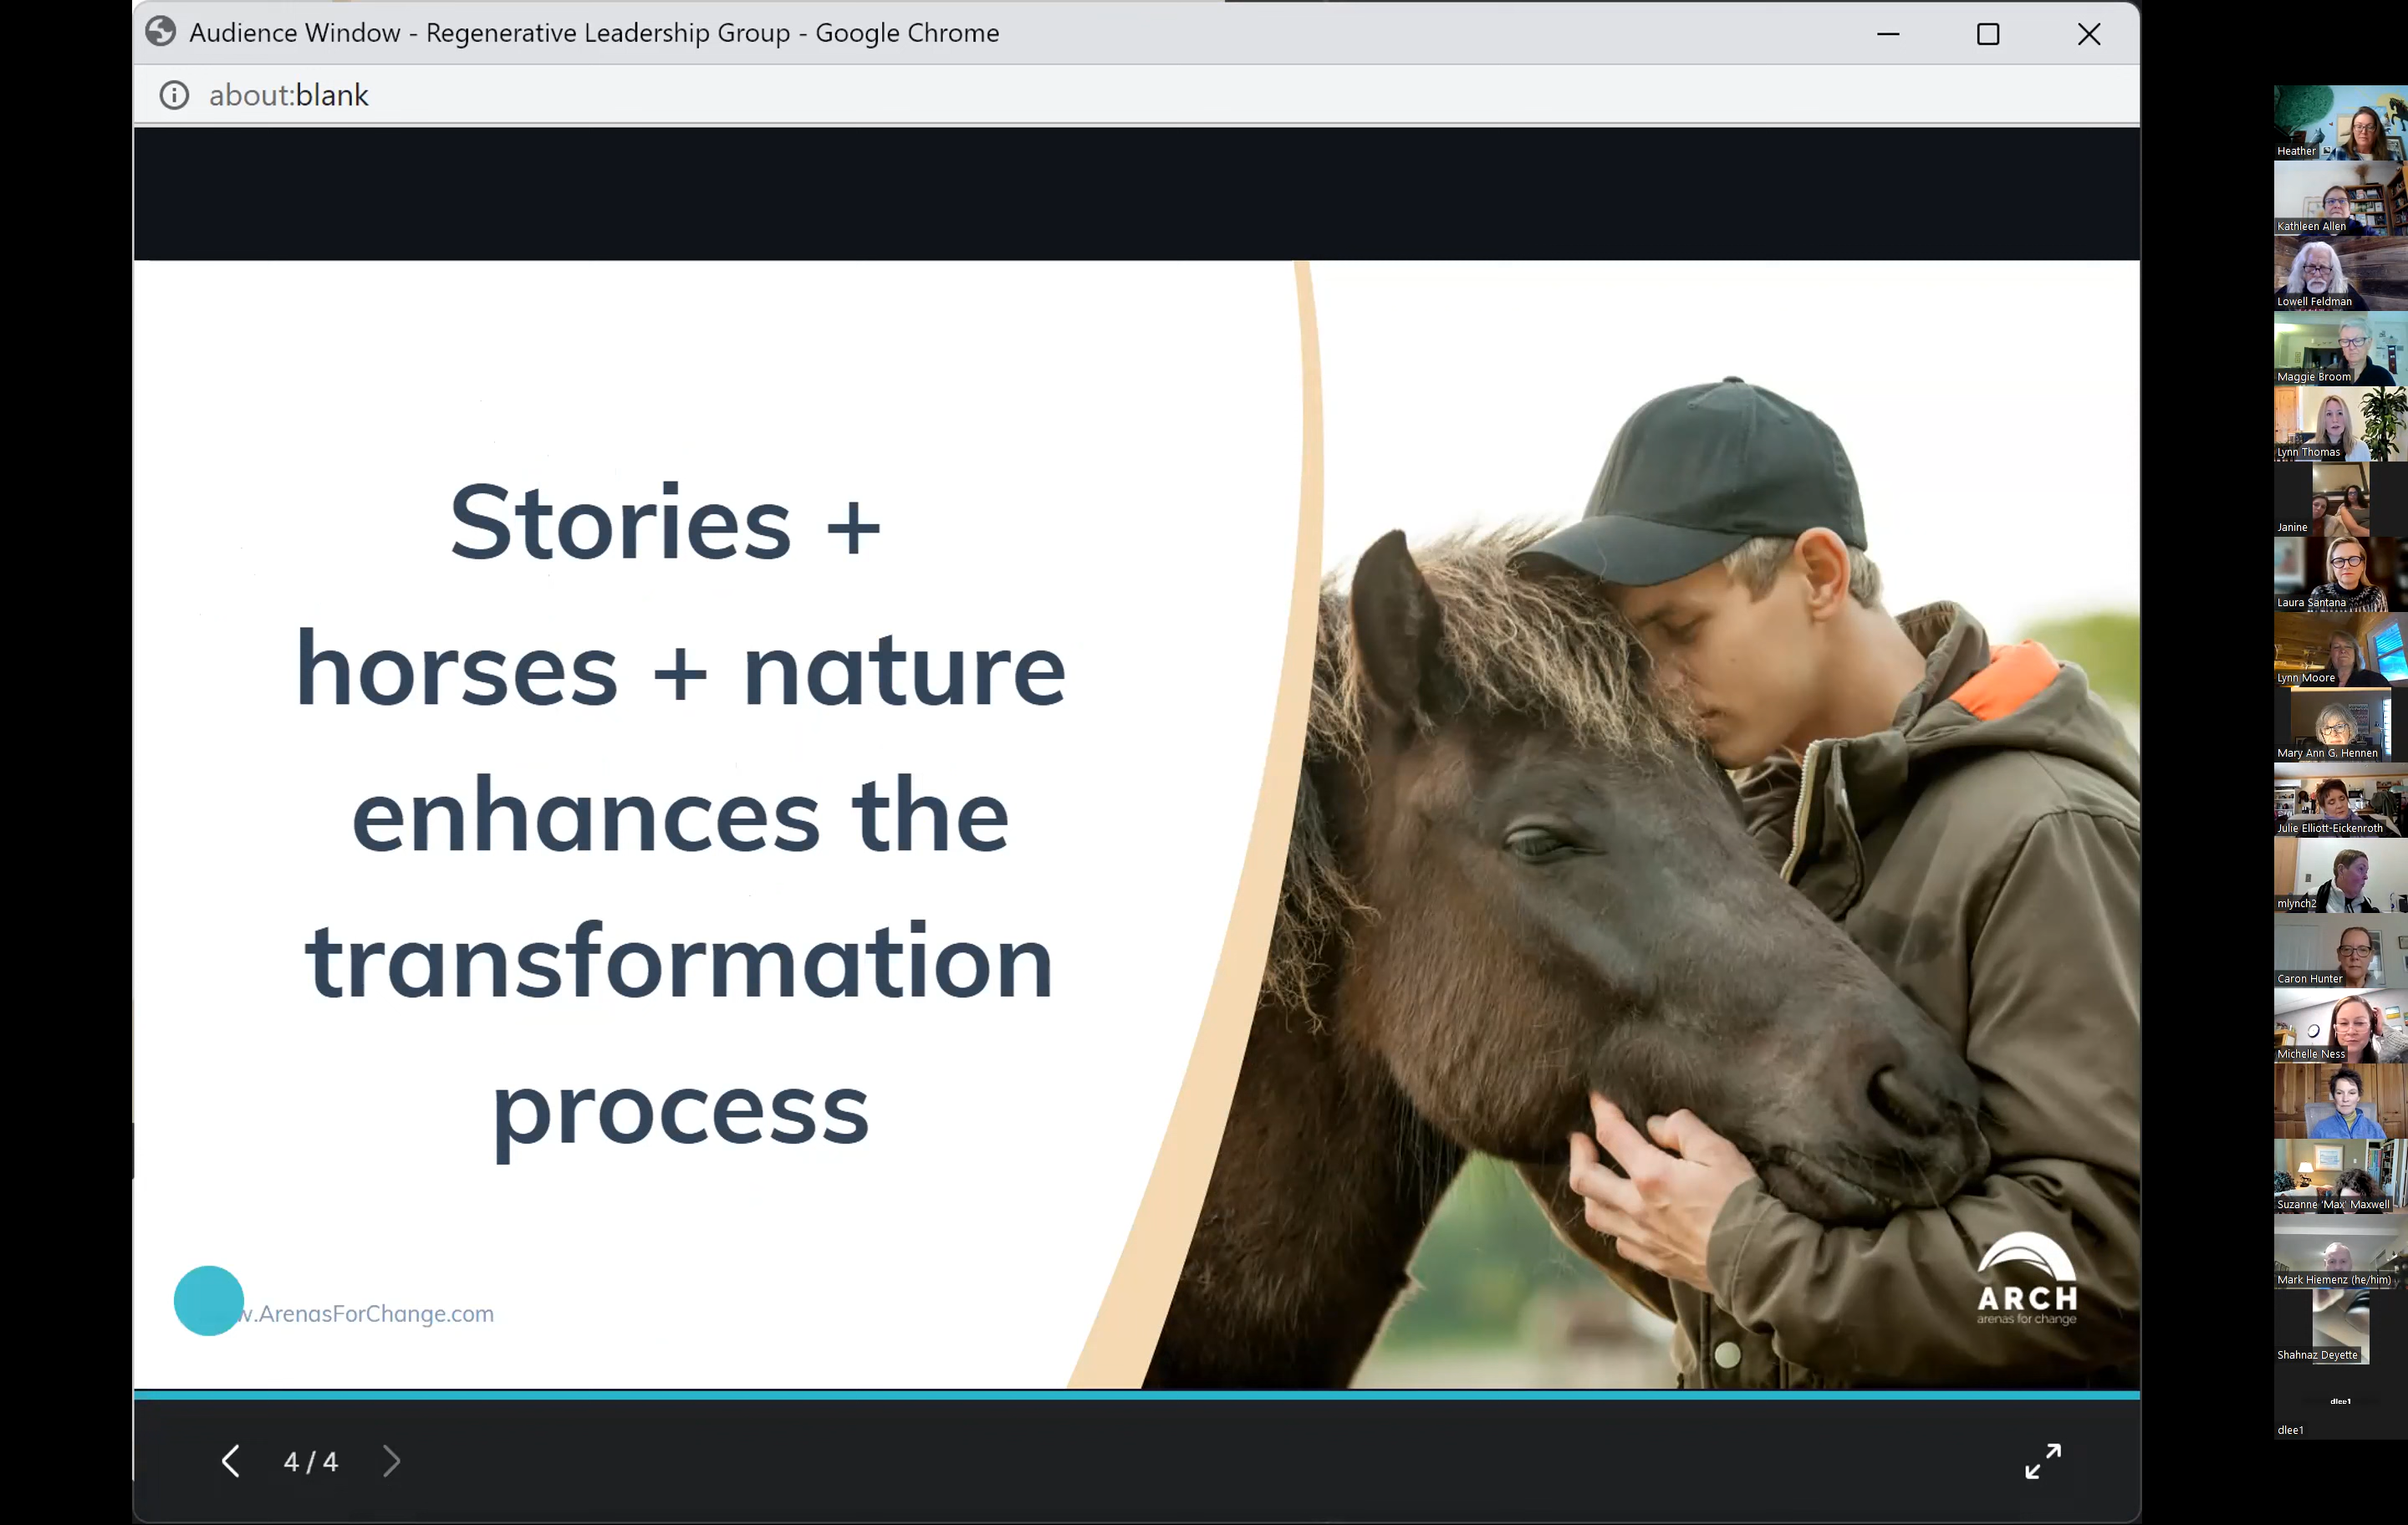 Audience Window - Regenerative Leadership Group - Google Chrome
about:blank
Stories +
horses + nature
enhances the
transformation
process
w.ArenasForChange.com
ARCH
arenas for change
4 / 4
Heather
Kathleen Allen
Lowell Feldman
Maggie Broom
Lynn Thomas
Janine
Laura Santana
Lynn Moore
Mary Ann G. Hennen
Julie Elliott-Eickenroth
mlynch2
Caron Hunter
Michelle Ness
Suzanne 'Max' Maxwell
Mark Hiemenz (he/him)
Shahnaz Deyette
dlee1
dlee1